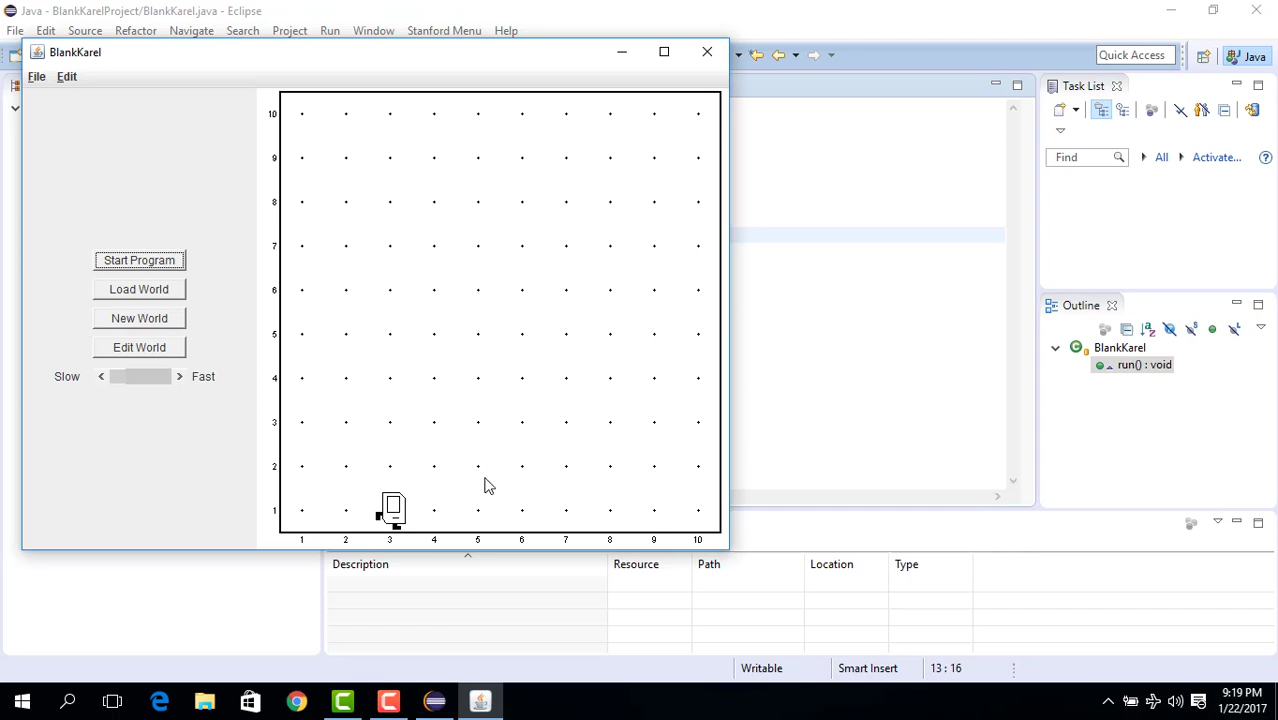 Java - BlankKarelProject/BlankKarel.java - Eclipse
File Edit Source Refactor Navigate Search Project Run Window Stanford Menu Help
Quick Access
Java
BlankKarel
File Edit
Start Program
Load World
New World
Edit World
Slow < > Fast
10
9
8
7
6
5
4
3
2
1
1 2 3 4 5 6 7 8 9 10
Task List
Find All Activate...
Outline
BlankKarel
run() : void
Description Resource Path Location Type
Writable Smart Insert 13 : 16
9:19 PM
1/22/2017